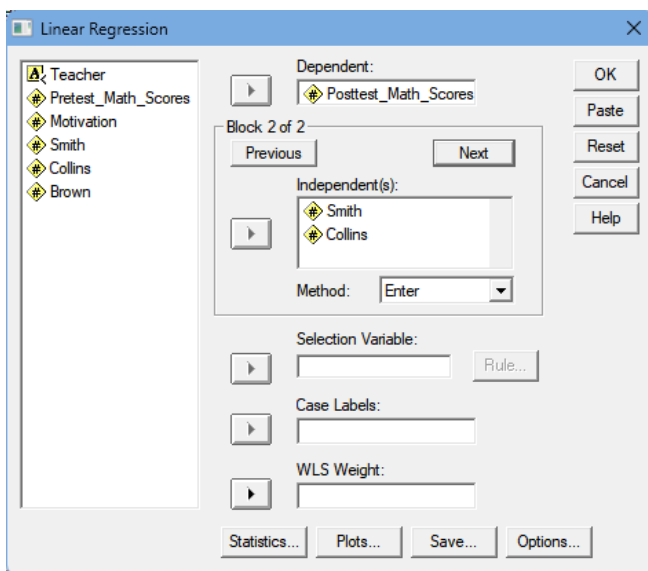 Linear Regression
Teacher
Pretest_Math_Scores
Motivation
Smith
Collins
Brown
Dependent:
Posttest_Math_Scores
Block 2 of 2
Previous
Next
Independent(s):
Smith
Collins
Method:
Enter
Selection Variable:
Rule...
Case Labels:
WLS Weight:
Statistics...
Plots...
Save...
Options...
OK
Paste
Reset
Cancel
Help